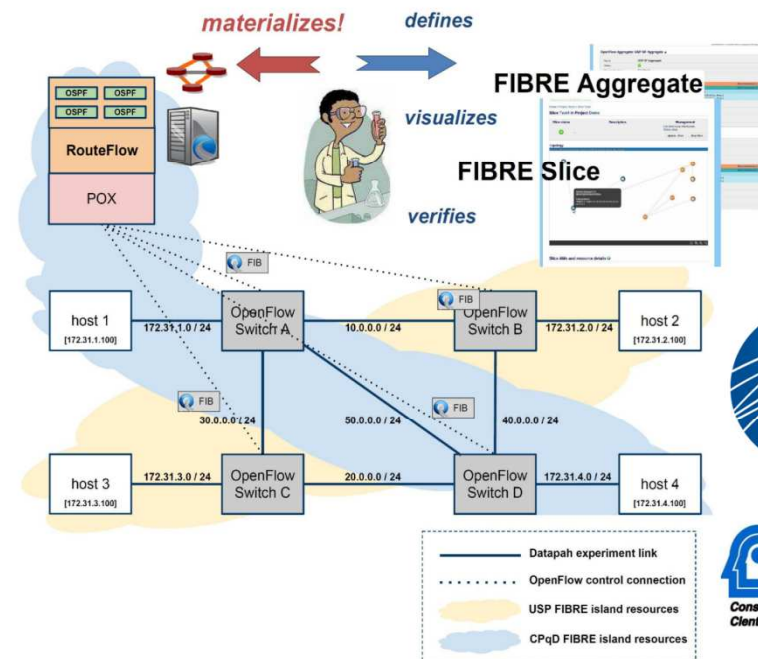 materializes!
defines
OSPF OSPF
OSPF OSPF
RouteFlow
POX
visualizes
verifies
FIBRE Aggregate
FIBRE Slice
FIB
FIB
FIB
FIB
host 1
[172.31.1.100]
172.31.1.0 / 24
OpenFlow
Switch A
10.0.0.0 / 24
OpenFlow
Switch B
172.31.2.0 / 24
host 2
[172.31.2.100]
30.0.0.0 / 24
50.0.0.0 / 24
40.0.0.0 / 24
host 3
[172.31.3.100]
172.31.3.0 / 24
OpenFlow
Switch C
20.0.0.0 / 24
OpenFlow
Switch D
172.31.4.0 / 24
host 4
[172.31.4.100]
Datapah experiment link
OpenFlow control connection
USP FIBRE island resources
CPqD FIBRE island resources
Cons
Cient